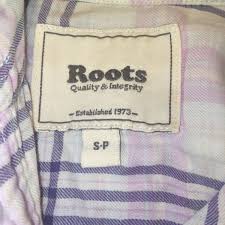 Roots
Quality & Integrity
Established 1973
S-P